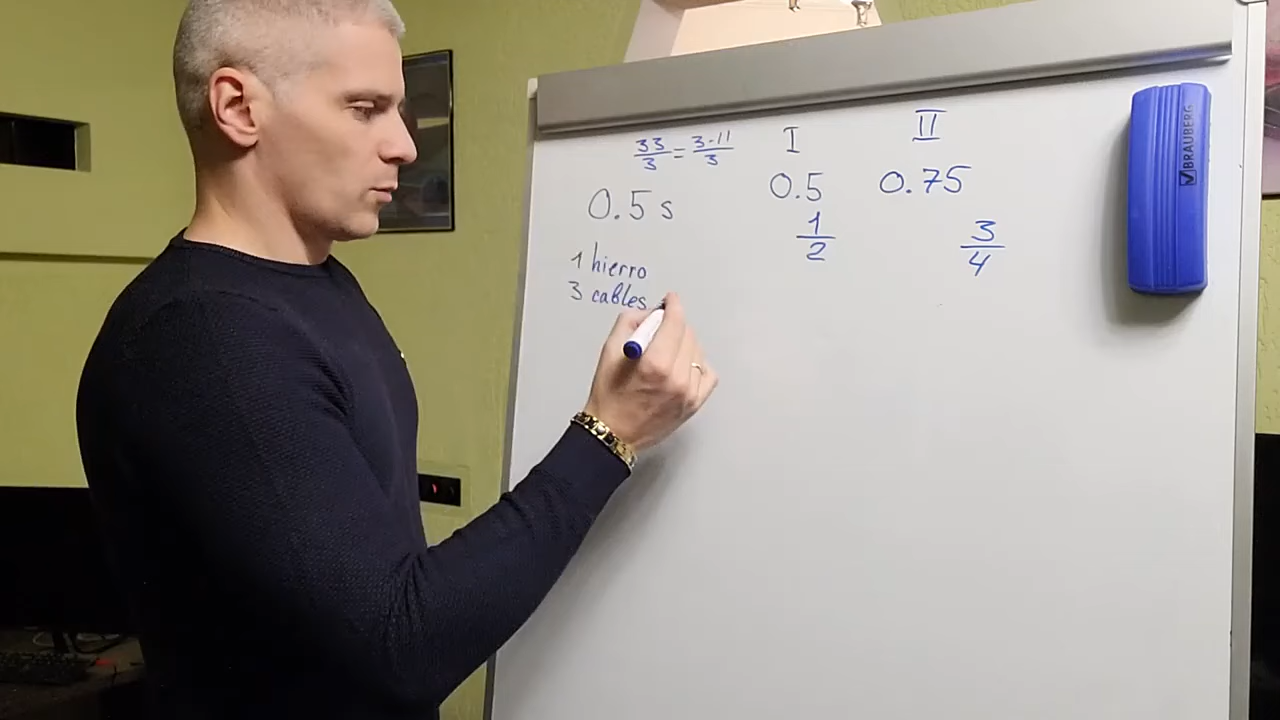 33/3 = 3·11/3
I II
0.5 s 0.5 0.75
1/2 3/4
1 hierro
3 cables
BRAUBERG